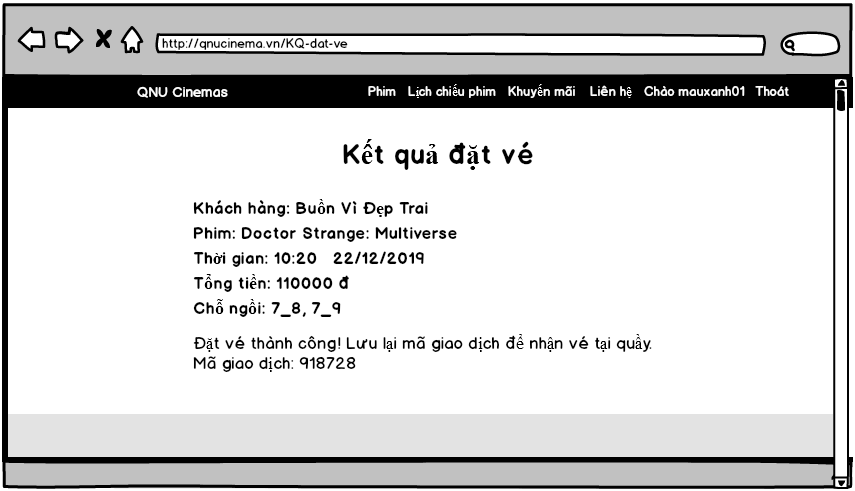 http://qnucinema.vn/KQ-dat-ve
QNU Cinemas Phim Lịch chiếu phim Khuyến mãi Liên hệ Chào mauxanh01 Thoát
Kết quả đặt vé
Khách hàng: Buồn Vì Đẹp Trai
Phim: Doctor Strange: Multiverse
Thời gian: 10:20 22/12/2019
Tổng tiền: 110000 đ
Chỗ ngồi: 7_8, 7_9
Đặt vé thành công! Lưu lại mã giao dịch để nhận vé tại quầy.
Mã giao dịch: 918728